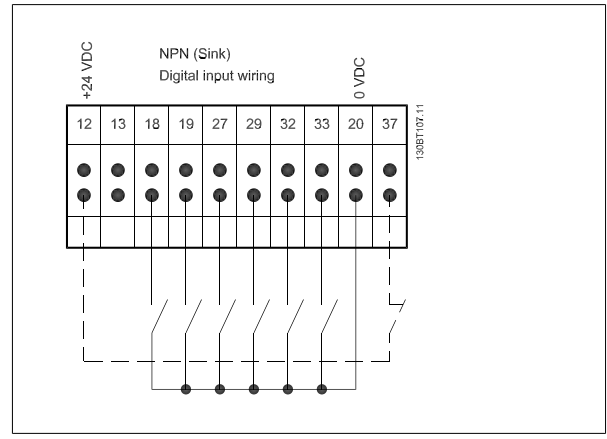 +24 VDC
NPN (Sink)
Digital input wiring
0 VDC
12 13 18 19 27 29 32 33 20 37
130BT107.11